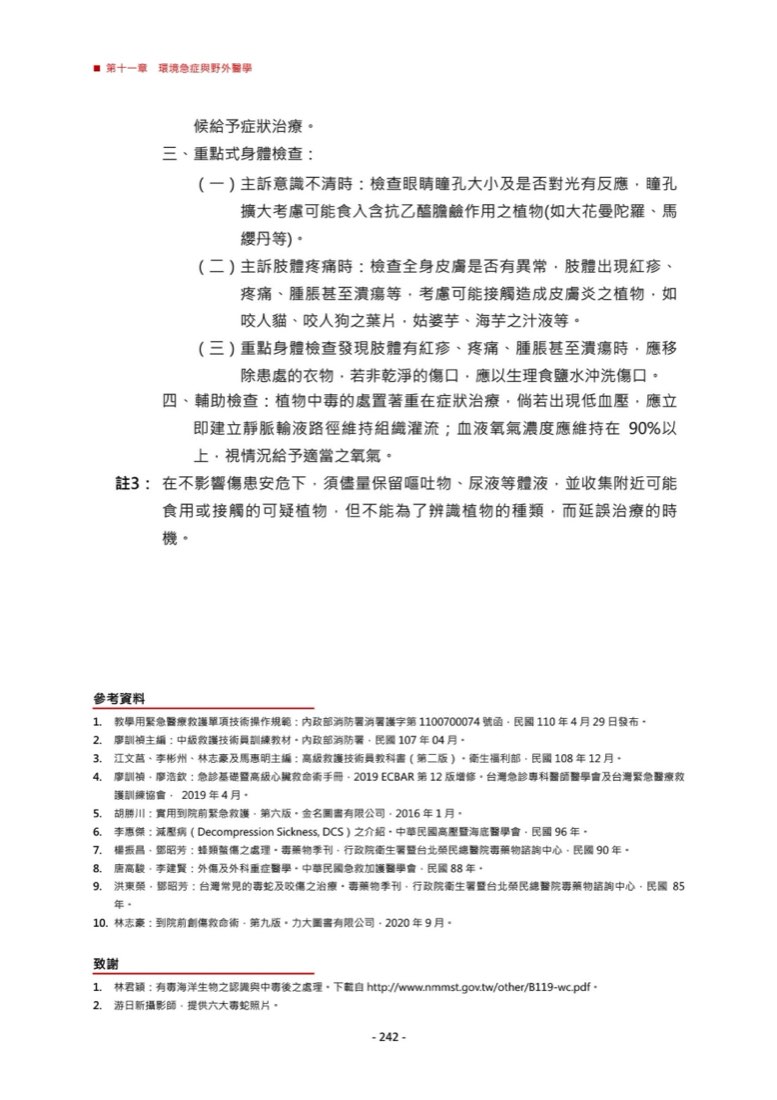 ■ 第十一章 環境急症與野外醫學
候給予症狀治療。
三、重點式身體檢查：
(一)主訴意識不清時：檢查眼睛瞳孔大小及是否對光有反應，瞳孔
擴大考慮可能食入含抗乙醯膽鹼作用之植物(如大花曼陀羅、馬
纓丹等)。
(二)主訴肢體疼痛時：檢查全身皮膚是否有異常，肢體出現紅疹、
疼痛、腫脹甚至潰瘍等，考慮可能接觸造成皮膚炎之植物，如
咬人貓、咬人狗之葉片，姑婆芋、海芋之汁液等。
(三)重點身體檢查發現肢體有紅疹、疼痛、腫脹甚至潰瘍時，應移
除患處的衣物，若非乾淨的傷口，應以生理食鹽水沖洗傷口。
四、輔助檢查：植物中毒的處置著重在症狀治療，倘若出現低血壓，應立
即建立靜脈輸液路徑維持組織灌流；血液氧氣濃度應維持在 90%以
上，視情況給予適當之氧氣。
註3： 在不影響傷患安危下，須儘量保留嘔吐物、尿液等體液，並收集附近可能
食用或接觸的可疑植物，但不能為了辨識植物的種類，而延誤治療的時
機。
參考資料
1. 教學用緊急醫療救護單項技術操作規範：內政部消防署消署護字第 1100700074 號函，民國 110 年 4 月 29 日發布。
2. 廖訓禎主編：中級救護技術員訓練教材。內政部消防署，民國 107 年 04 月。
3. 江文莒、李彬州、林志豪及馬惠明主編：高級救護技術員教科書（第二版）。衛生福利部，民國 108 年 12 月。
4. 廖訓禎，廖浩欽：急診基礎暨高級心臟救命術手冊，2019 ECBAR 第 12 版增修。台灣急診專科醫師醫學會及台灣緊急醫療救
護訓練協會， 2019 年 4 月。
5. 胡勝川：實用到院前緊急救護，第六版。金名圖書有限公司，2016 年 1 月。
6. 李惠傑：減壓病（Decompression Sickness, DCS）之介紹。中華民國高壓暨海底醫學會，民國 96 年。
7. 楊振昌，鄧昭芳：蜂類螫傷之處理。毒藥物季刊，行政院衛生署暨台北榮民總醫院毒藥物諮詢中心，民國 90 年。
8. 唐高駿，李建賢：外傷及外科重症醫學。中華民國急救加護醫學會，民國 88 年。
9. 洪東榮，鄧昭芳：台灣常見的毒蛇及咬傷之治療。毒藥物季刊，行政院衛生署暨台北榮民總醫院毒藥物諮詢中心，民國 85
年。
10. 林志豪：到院前創傷救命術，第九版。力大圖書有限公司，2020 年 9 月。
致謝
1. 林君穎：有毒海洋生物之認識與中毒後之處理。下載自 http://www.nmmst.gov.tw/other/B119-wc.pdf。
2. 游日新攝影師，提供六大毒蛇照片。
- 242 -